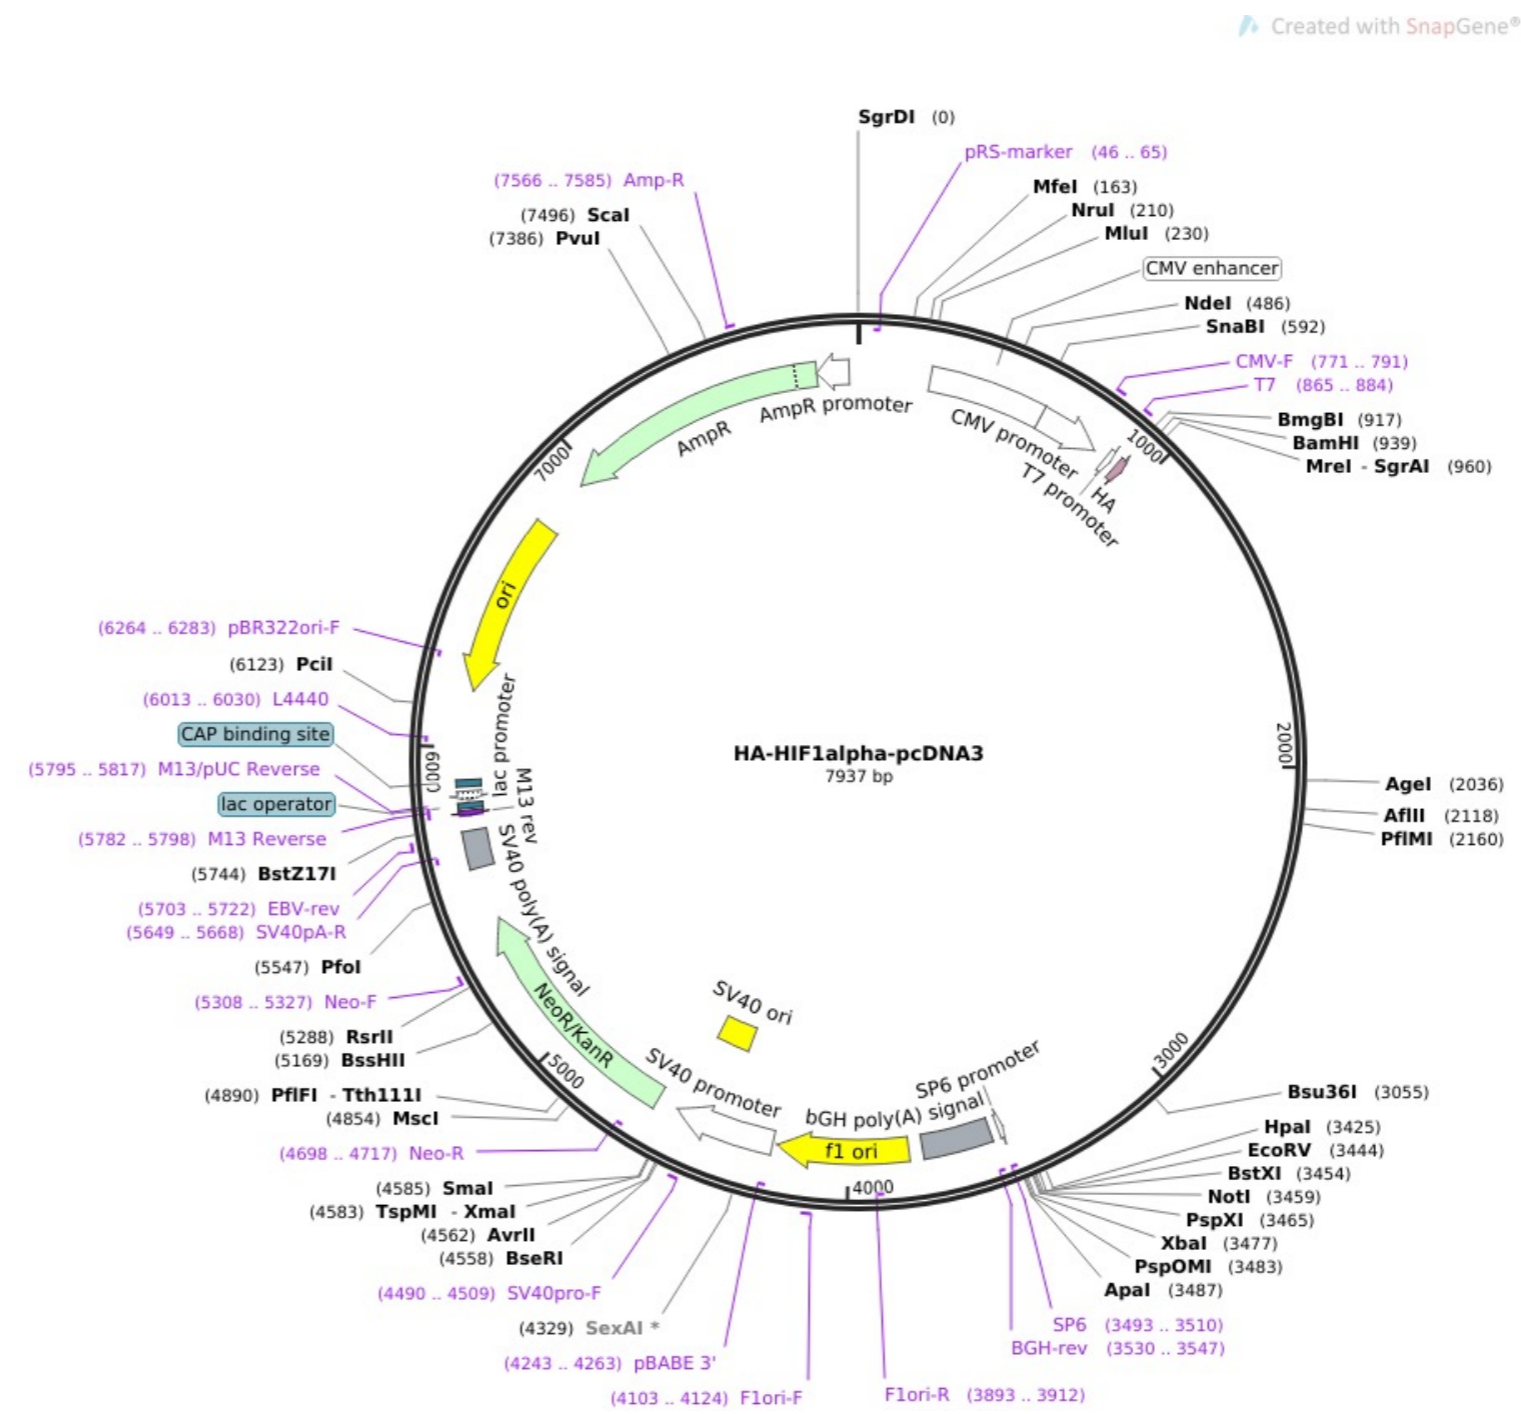 Created with SnapGene®
SgrDI (0)
pRS-marker (46 .. 65)
MfeI (163)
NruI (210)
MluI (230)
CMV enhancer
NdeI (486)
SnaBI (592)
CMV-F (771 .. 791)
T7 (865 .. 884)
BmgBI (917)
BamHI (939)
MreI - SgrAI (960)
1000
2000
AgeI (2036)
AflII (2118)
PflMI (2160)
3000
Bsu36I (3055)
HpaI (3425)
EcoRV (3444)
BstXI (3454)
NotI (3459)
PspXI (3465)
XbaI (3477)
PspOMI (3483)
ApaI (3487)
SP6 (3493 .. 3510)
BGH-rev (3530 .. 3547)
F1ori-R (3893 .. 3912)
4000
(4103 .. 4124) F1ori-F
(4243 .. 4263) pBABE 3'
(4329) SexAI *
(4490 .. 4509) SV40pro-F
(4558) BseRI
(4562) AvrII
(4583) TspMI - XmaI
(4585) SmaI
(4698 .. 4717) Neo-R
(4854) MscI
(4890) PflFI - Tth111I
5000
(5169) BssHII
(5288) RsrII
(5308 .. 5327) Neo-F
(5547) PfoI
(5649 .. 5668) SV40pA-R
(5703 .. 5722) EBV-rev
(5744) BstZ17I
(5782 .. 5798) M13 Reverse
lac operator
(5795 .. 5817) M13/pUC Reverse
CAP binding site
6000
(6013 .. 6030) L4440
(6123) PciI
(6264 .. 6283) pBR322ori-F
7000
(7386) PvuI
(7496) ScaI
(7566 .. 7585) Amp-R
AmpR promoter
AmpR
CMV promoter
T7 promoter
HA
ori
lac promoter
M13 rev
SV40 poly(A) signal
NeoR/KanR
SV40 promoter
SV40 ori
f1 ori
bGH poly(A) signal
SP6 promoter
HA-HIF1alpha-pcDNA3
7937 bp